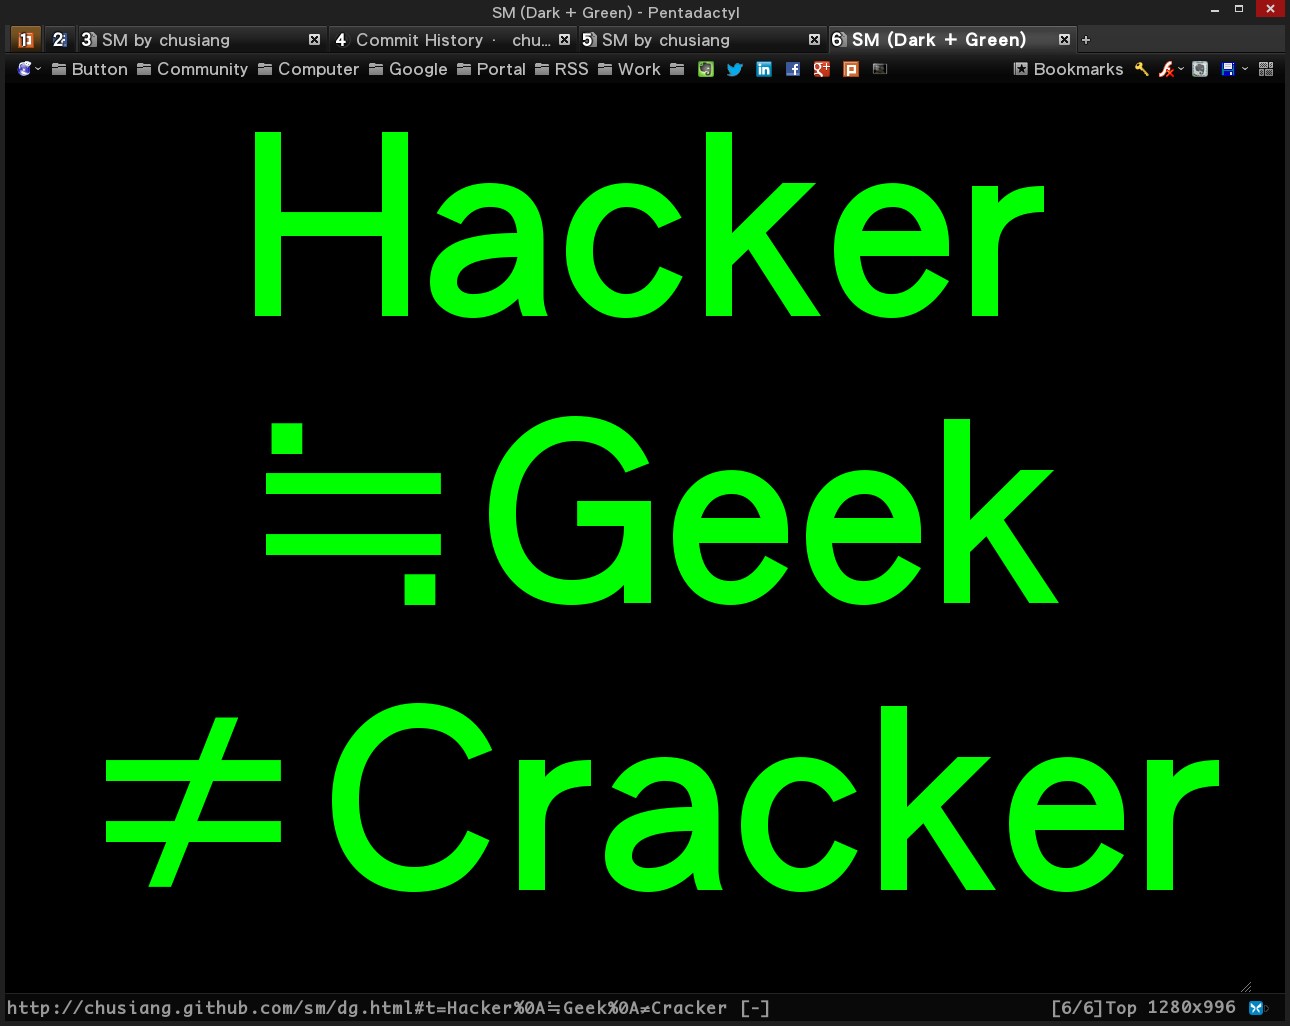 SM (Dark + Green) - Pentadactyl
1 2 3 SM by chusiang 4 Commit History · chu... 5 SM by chusiang 6 SM (Dark + Green) +
Button Community Computer Google Portal RSS Work Bookmarks
Hacker
≒Geek
≠Cracker
http://chusiang.github.com/sm/dg.html#t=Hacker%0A≒Geek%0A≠Cracker [-] [6/6]Top 1280x996